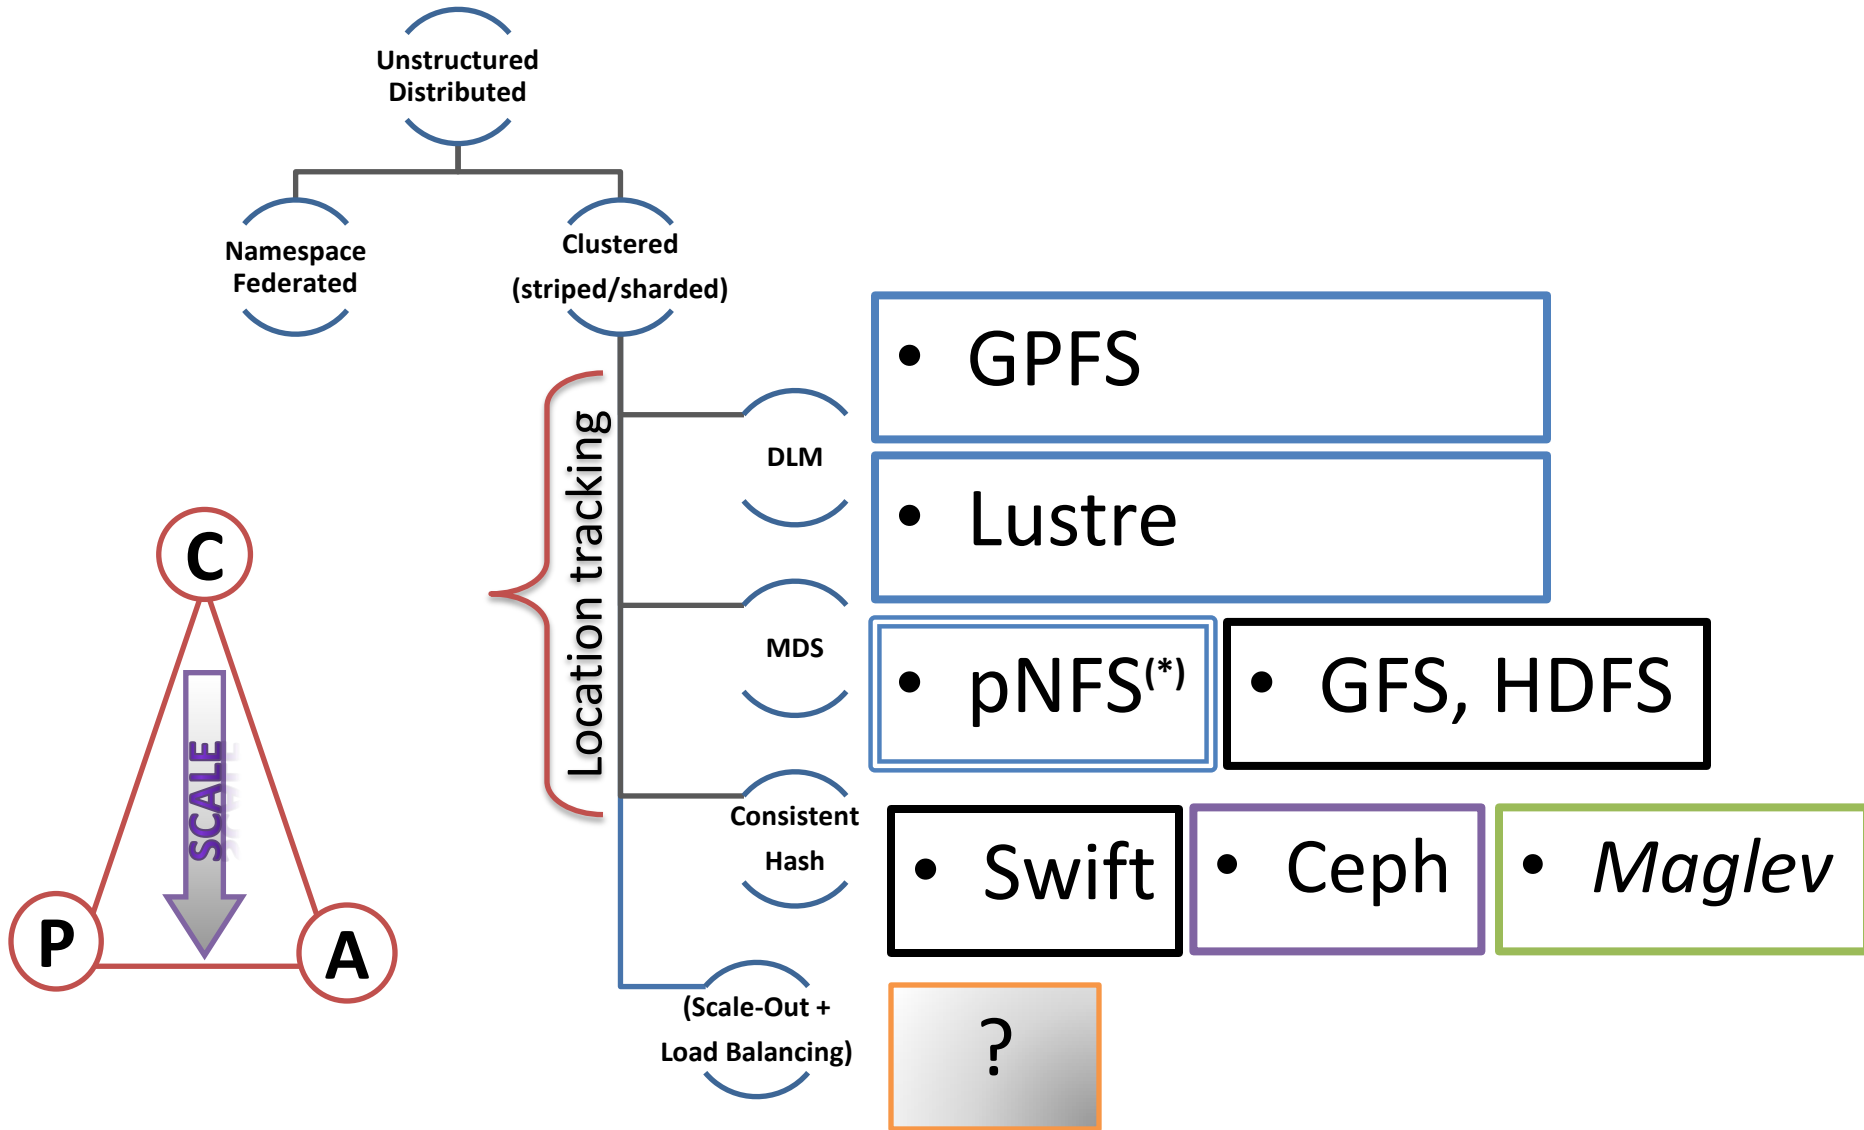 Unstructured
Distributed
Namespace
Federated
Clustered
(striped/sharded)
Location tracking
DLM
MDS
Consistent
Hash
(Scale-Out +
Load Balancing)
• GPFS
• Lustre
• pNFS(*)
• GFS, HDFS
• Swift
• Ceph
• Maglev
?
C
SCALE
P
A